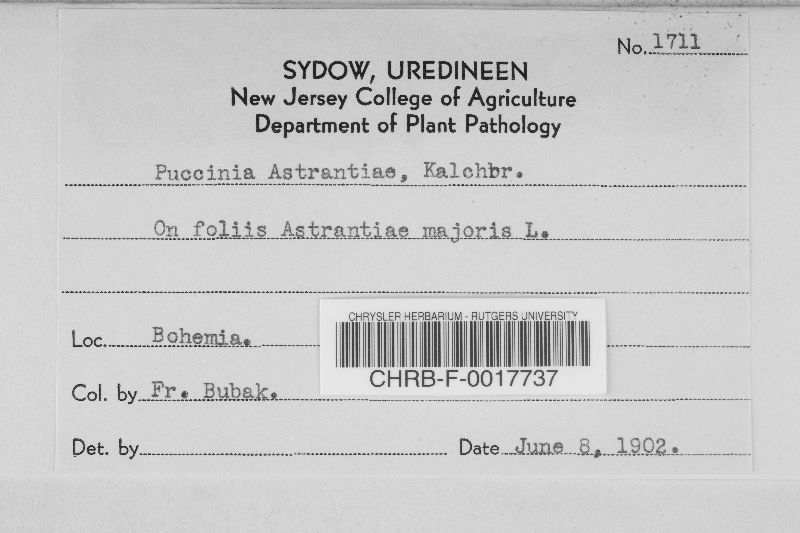 No. 1711
SYDOW, UREDINEEN
New Jersey College of Agriculture
Department of Plant Pathology
Puccinia Astrantiae, Kalchbr.
On foliis Astrantiae majoris L.
Loc. Bohemia.
CHRYSLER HERBARIUM - RUTGERS UNIVERSITY
CHRB-F-0017737
Col. by Fr. Bubak.
Det. by
Date June 8, 1902.